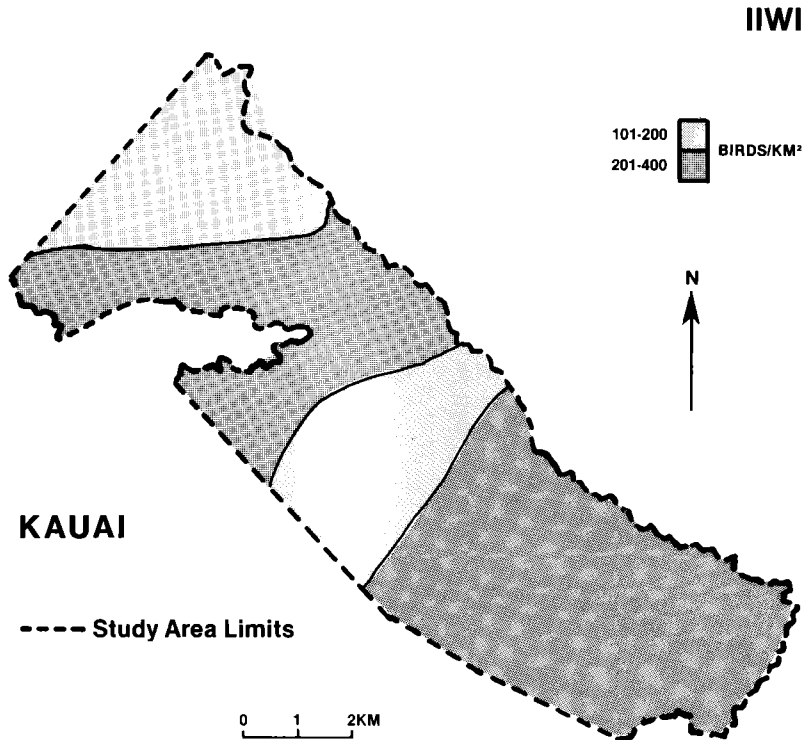 IIWI
101-200
201-400
BIRDS/KM²
N
KAUAI
Study Area Limits
0 1 2KM